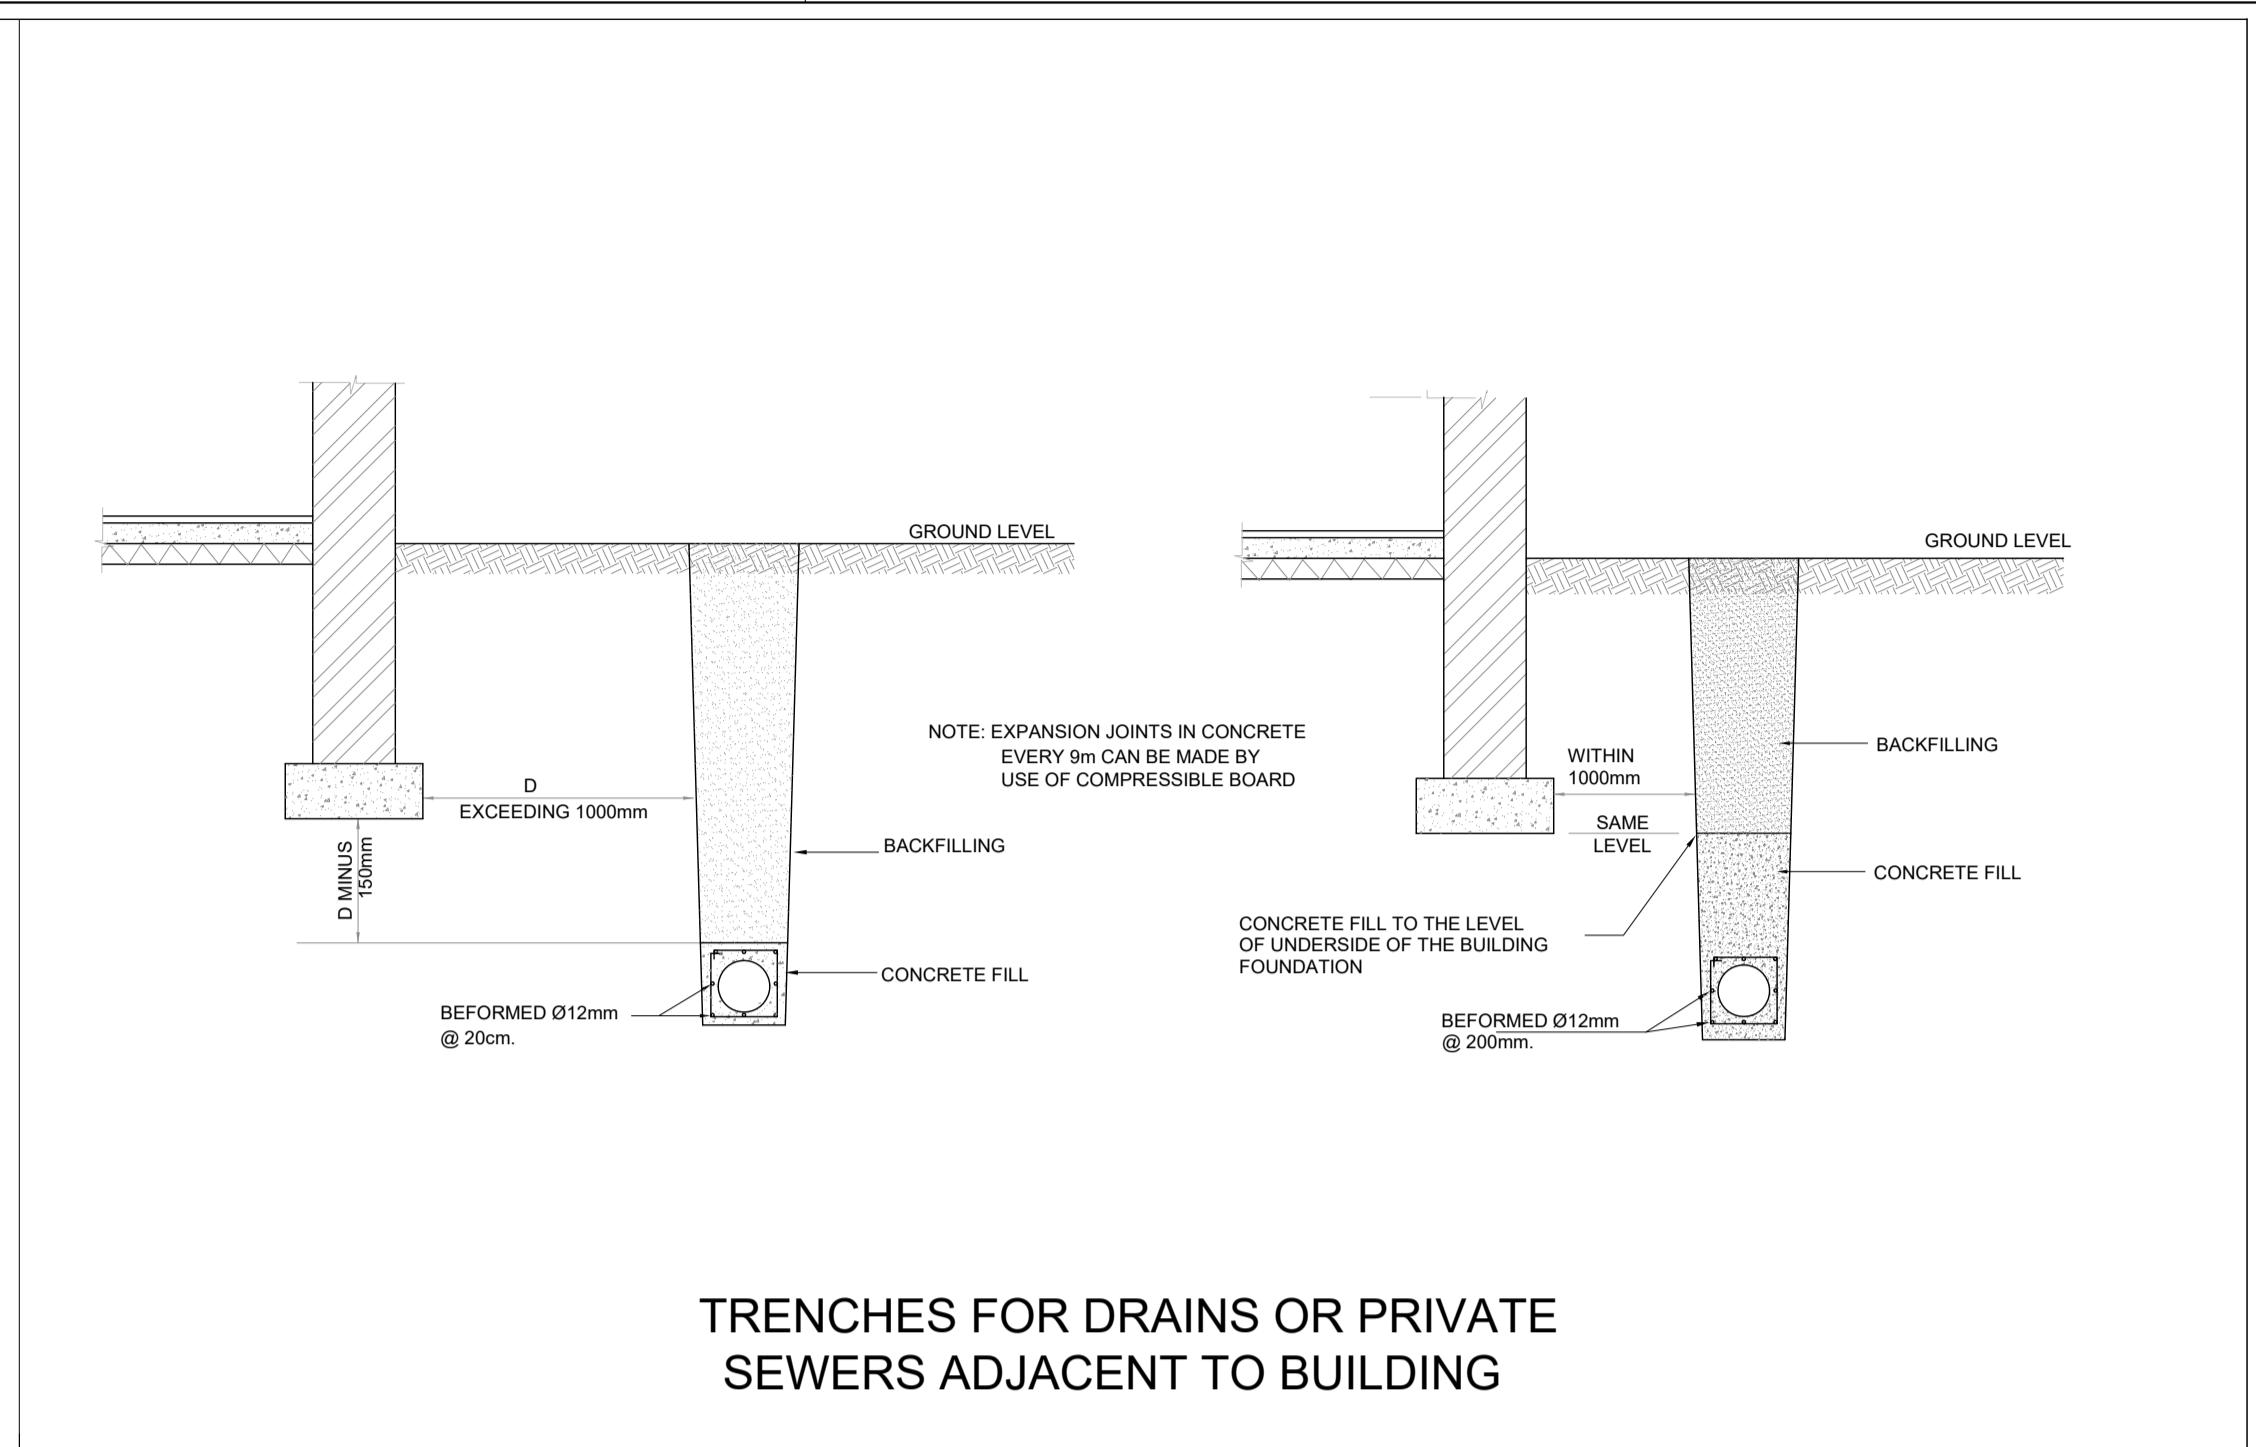 GROUND LEVEL
D
EXCEEDING 1000mm
D MINUS
150mm
BACKFILLING
CONCRETE FILL
BEFORMED Ø12mm
@ 20cm.
NOTE: EXPANSION JOINTS IN CONCRETE
EVERY 9m CAN BE MADE BY
USE OF COMPRESSIBLE BOARD
GROUND LEVEL
WITHIN
1000mm
BACKFILLING
SAME
LEVEL
CONCRETE FILL
CONCRETE FILL TO THE LEVEL
OF UNDERSIDE OF THE BUILDING
FOUNDATION
BEFORMED Ø12mm
@ 200mm.
TRENCHES FOR DRAINS OR PRIVATE
SEWERS ADJACENT TO BUILDING